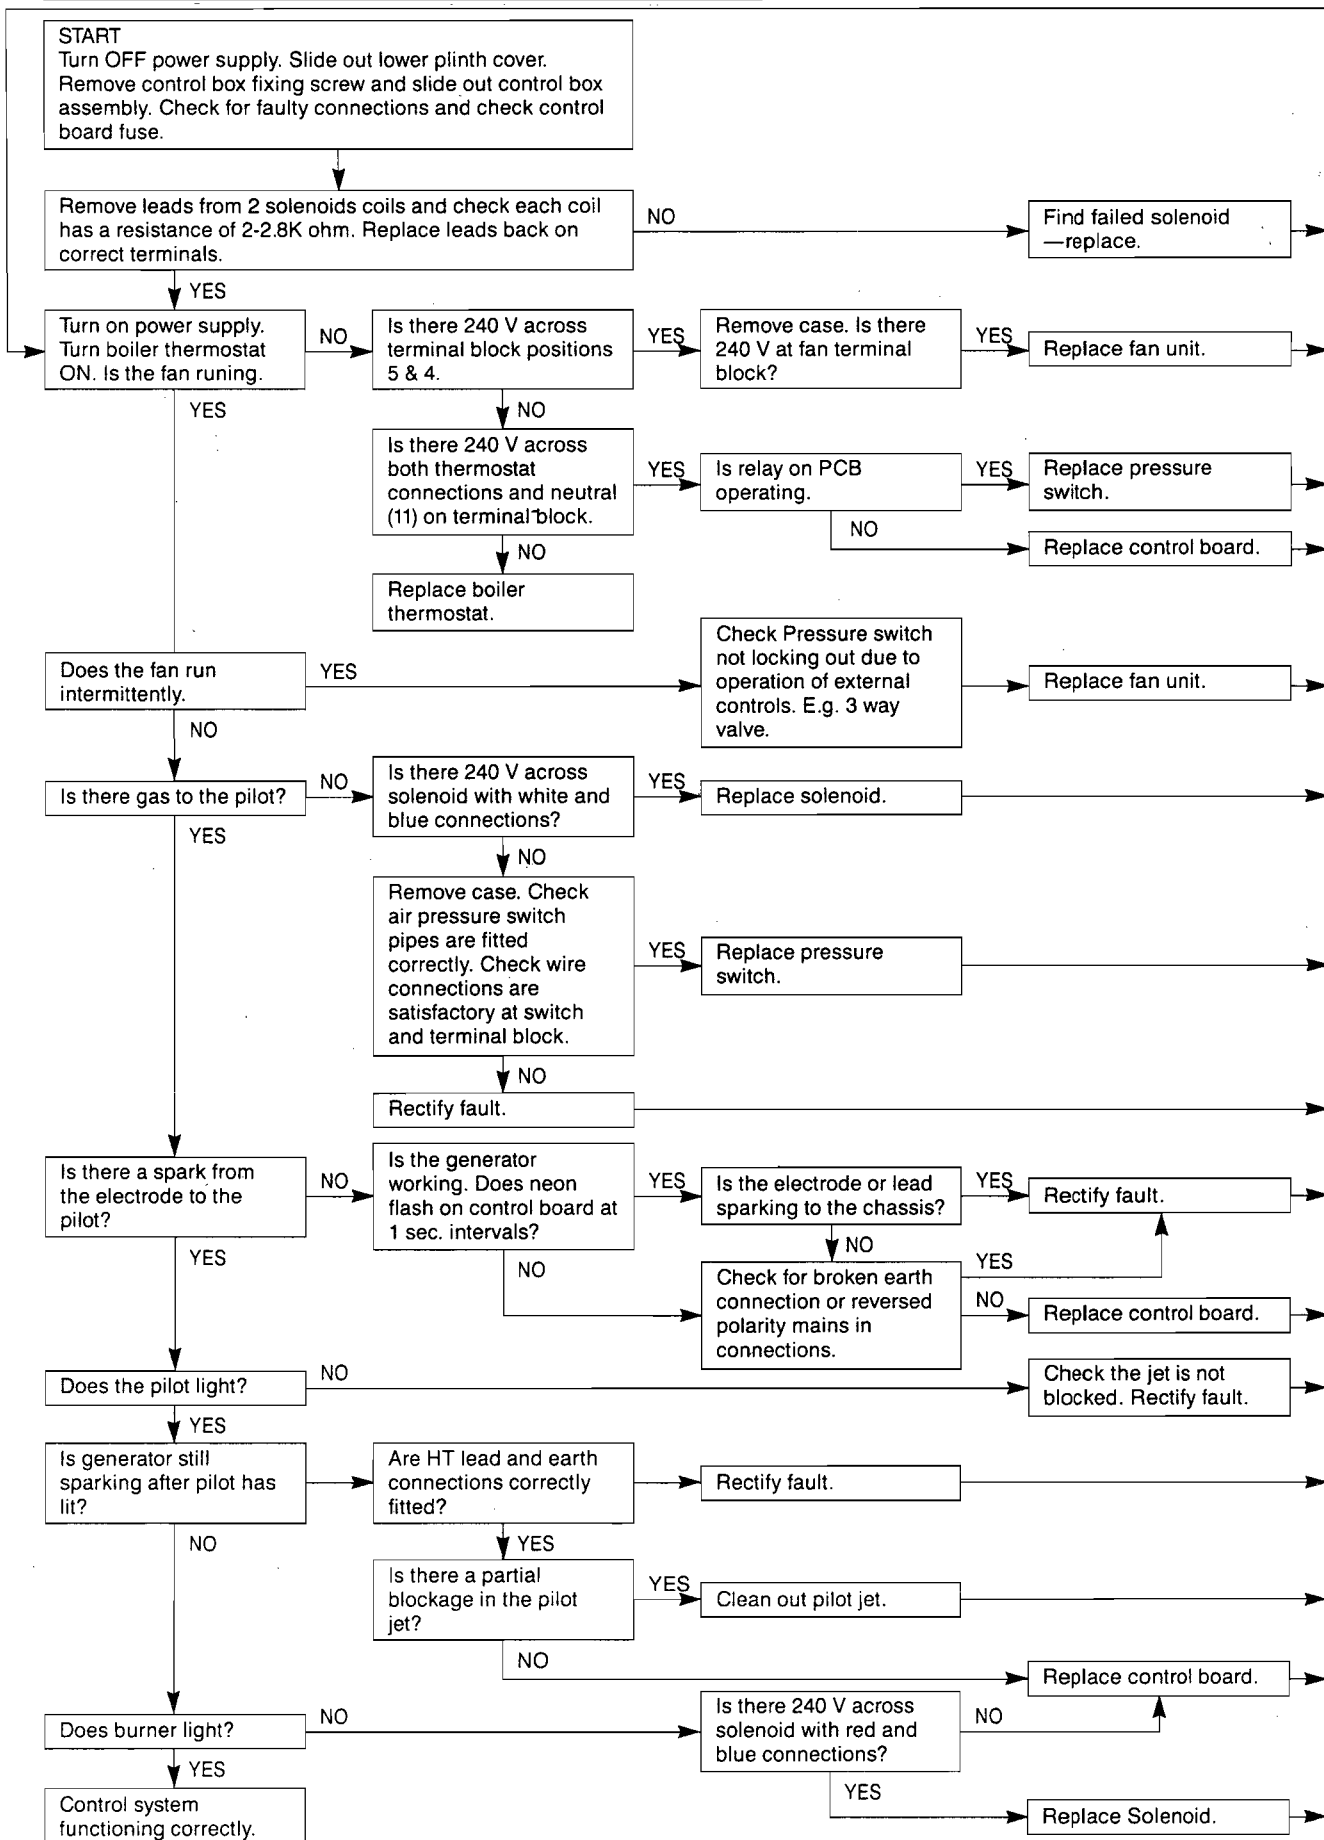 START
Turn OFF power supply. Slide out lower plinth cover.
Remove control box fixing screw and slide out control box
assembly. Check for faulty connections and check control
board fuse.
Remove leads from 2 solenoids coils and check each coil
has a resistance of 2-2.8K ohm. Replace leads back on
correct terminals.
NO
Find failed solenoid
—replace.
YES
Turn on power supply.
Turn boiler thermostat
ON. Is the fan runing.
NO
Is there 240 V across
terminal block positions
5 & 4.
YES
Remove case. Is there
240 V at fan terminal
block?
YES
Replace fan unit.
YES
NO
Is there 240 V across
both thermostat
connections and neutral
(11) on terminal block.
YES
Is relay on PCB
operating.
YES
Replace pressure
switch.
NO
Replace control board.
NO
Replace boiler
thermostat.
Does the fan run
intermittently.
YES
Check Pressure switch
not locking out due to
operation of external
controls. E.g. 3 way
valve.
Replace fan unit.
NO
Is there gas to the pilot?
NO
Is there 240 V across
solenoid with white and
blue connections?
YES
Replace solenoid.
YES
NO
Remove case. Check
air pressure switch
pipes are fitted
correctly. Check wire
connections are
satisfactory at switch
and terminal block.
YES
Replace pressure
switch.
NO
Rectify fault.
Is there a spark from
the electrode to the
pilot?
NO
Is the generator
working. Does neon
flash on control board at
1 sec. intervals?
YES
Is the electrode or lead
sparking to the chassis?
YES
Rectify fault.
YES
NO
NO
Check for broken earth
connection or reversed
polarity mains in
connections.
YES
NO
Replace control board.
Does the pilot light?
NO
Check the jet is not
blocked. Rectify fault.
YES
Is generator still
sparking after pilot has
lit?
Are HT lead and earth
connections correctly
fitted?
Rectify fault.
NO
YES
Is there a partial
blockage in the pilot
jet?
YES
Clean out pilot jet.
NO
Replace control board.
Does burner light?
NO
Is there 240 V across
solenoid with red and
blue connections?
NO
YES
YES
Replace Solenoid.
Control system
functioning correctly.